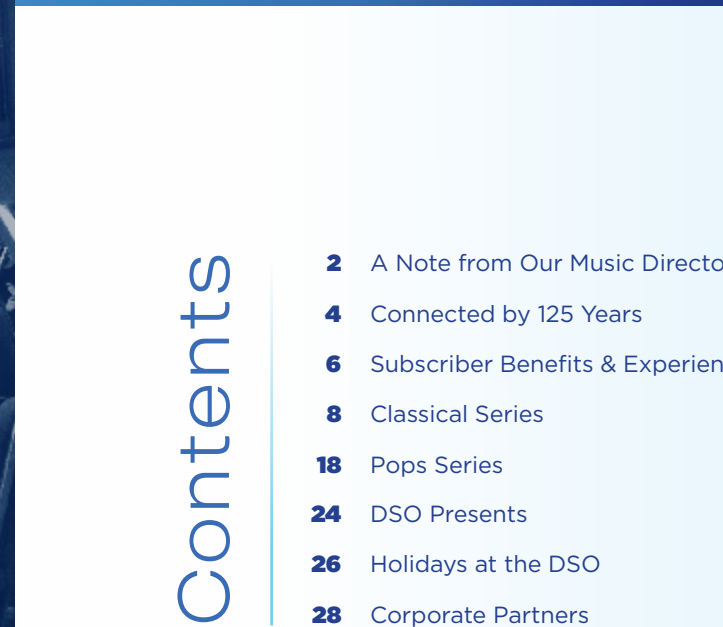 Contents
2 A Note from Our Music Directo
4 Connected by 125 Years
6 Subscriber Benefits & Experien
8 Classical Series
18 Pops Series
24 DSO Presents
26 Holidays at the DSO
28 Corporate Partners